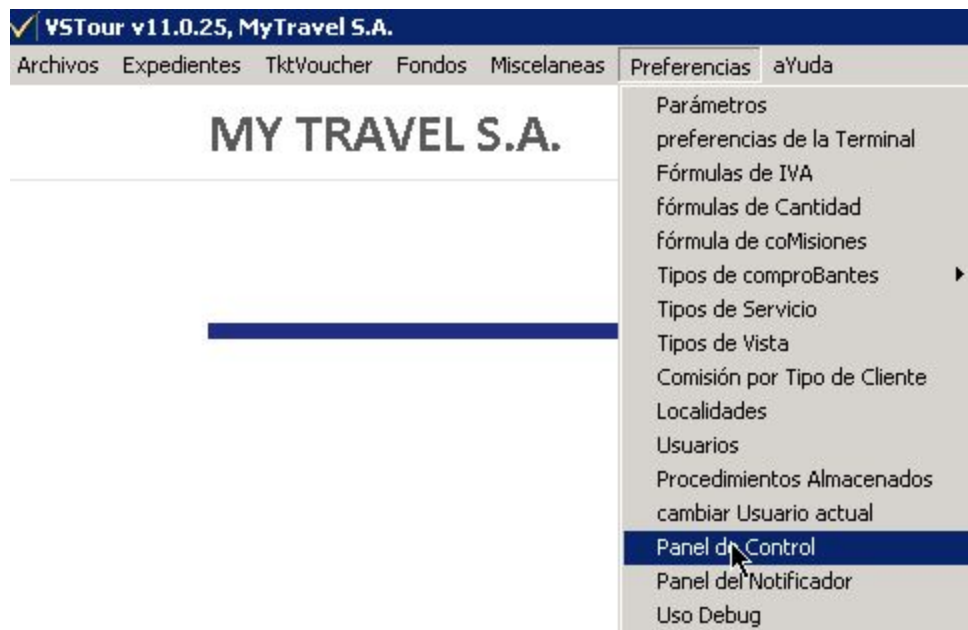 VSTour v11.0.25, MyTravel S.A.
Archivos Expedientes TktVoucher Fondos Miscelaneas Preferencias aYuda
MY TRAVEL S.A.
Parámetros
preferencias de la Terminal
Fórmulas de IVA
fórmulas de Cantidad
fórmula de coMisiones
Tipos de comproBantes
Tipos de Servicio
Tipos de Vista
Comisión por Tipo de Cliente
Localidades
Usuarios
Procedimientos Almacenados
cambiar Usuario actual
Panel de Control
Panel del Notificador
Uso Debug